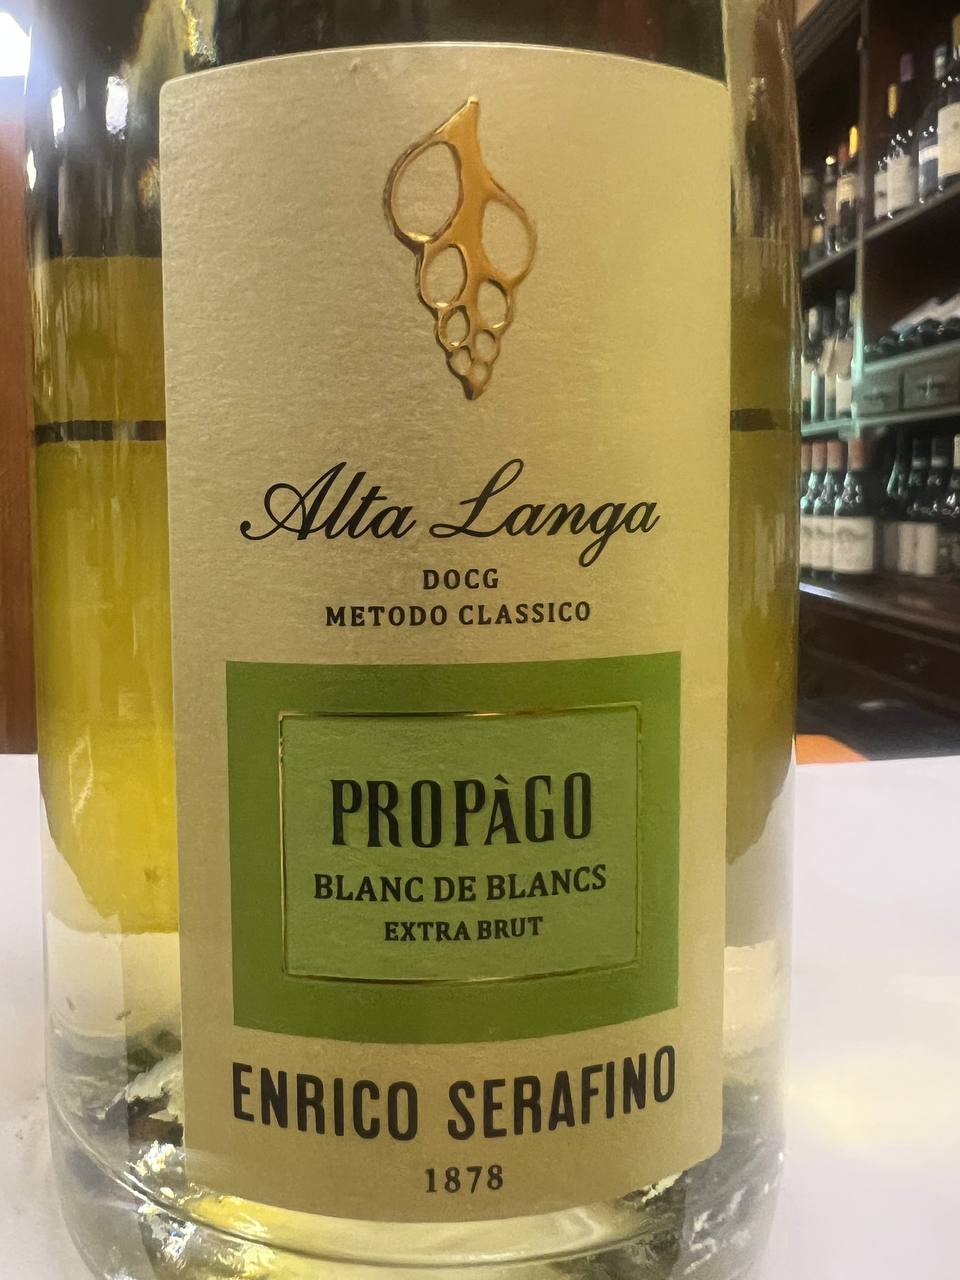 Alta Langa
DOCG
METODO CLASSICO
PROPÀGO
BLANC DE BLANCS
EXTRA BRUT
ENRICO SERAFINO
1878